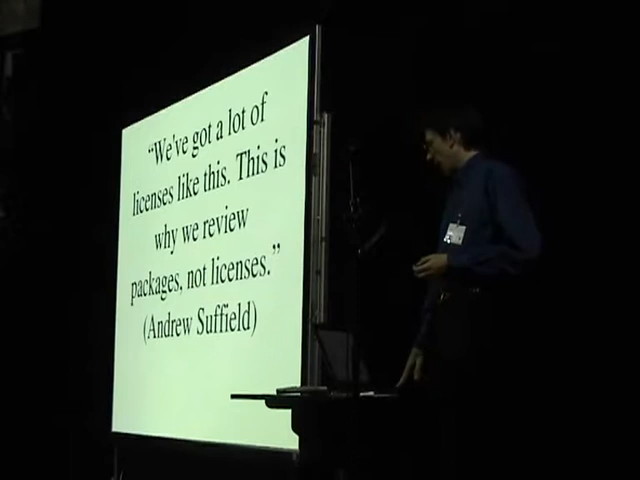 “We've got a lot of
licenses like this. This is
why we review
packages, not licenses.”
(Andrew Suffield)